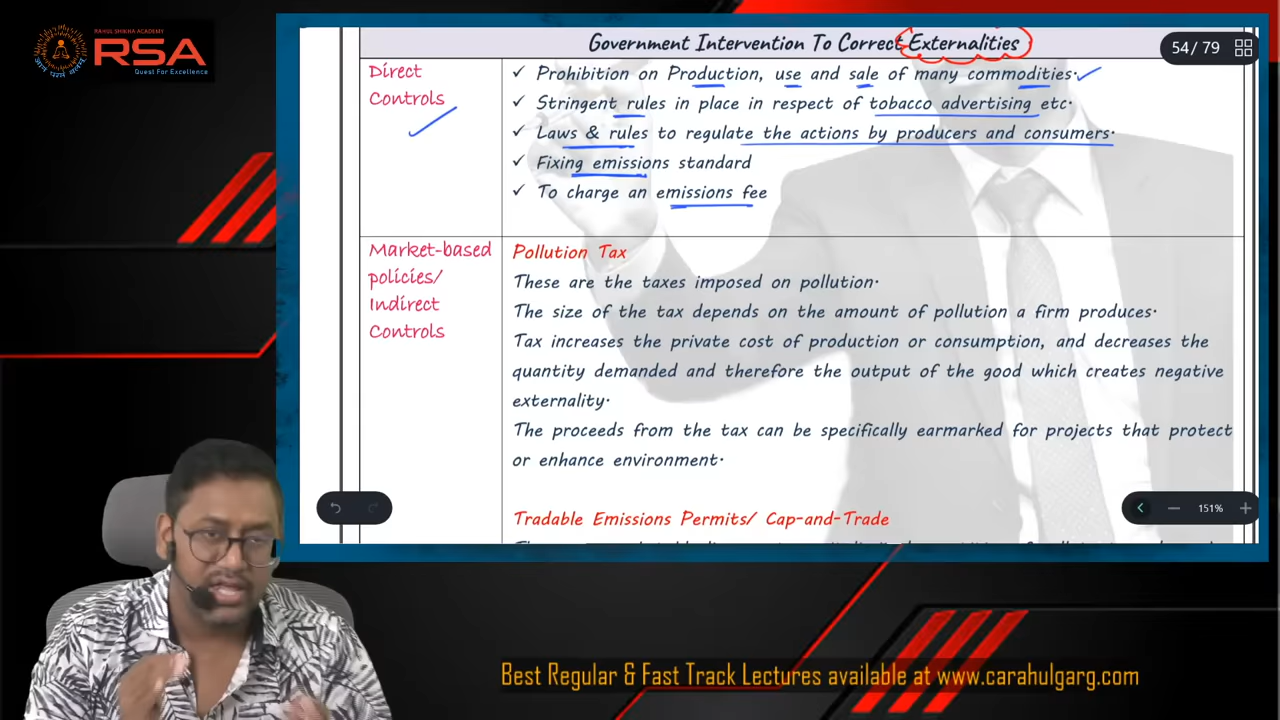 RAHUL SHIKHA ACADEMY
RSA
Quest For Excellence
Government Intervention To Correct Externalities
54 / 79
Direct
Controls
✓ Prohibition on Production, use and sale of many commodities.
✓ Stringent rules in place in respect of tobacco advertising etc.
✓ Laws & rules to regulate the actions by producers and consumers.
✓ Fixing emissions standard
✓ To charge an emissions fee
Market-based
policies/
Indirect
Controls
Pollution Tax
These are the taxes imposed on pollution.
The size of the tax depends on the amount of pollution a firm produces.
Tax increases the private cost of production or consumption, and decreases the
quantity demanded and therefore the output of the good which creates negative
externality.
The proceeds from the tax can be specifically earmarked for projects that protect
or enhance environment.
151%
Tradable Emissions Permits/ Cap-and-Trade
Best Regular & Fast Track Lectures available at www.carahulgarg.com